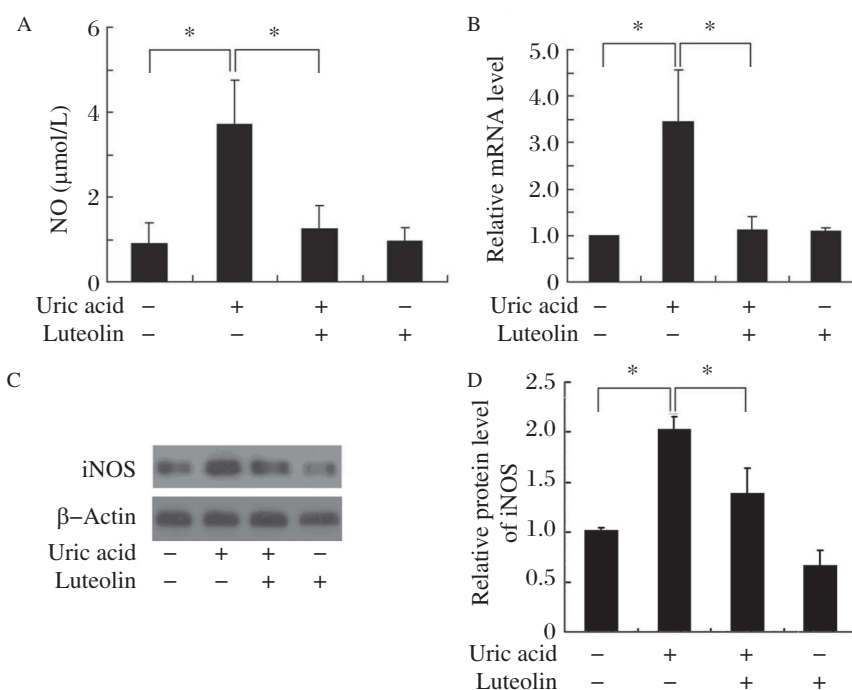 A
* *
6
4
2
0
NO (μmol/L)
Uric acid − + + −
Luteolin − − + +
B
* *
5.0
4.0
3.0
2.0
1.0
0
Relative mRNA level
Uric acid − + + −
Luteolin − − + +
C
iNOS
β−Actin
Uric acid − + + −
Luteolin − − + +
D
* *
2.5
2.0
1.5
1.0
0.5
0
Relative protein level
of iNOS
Uric acid − + + −
Luteolin − − + +